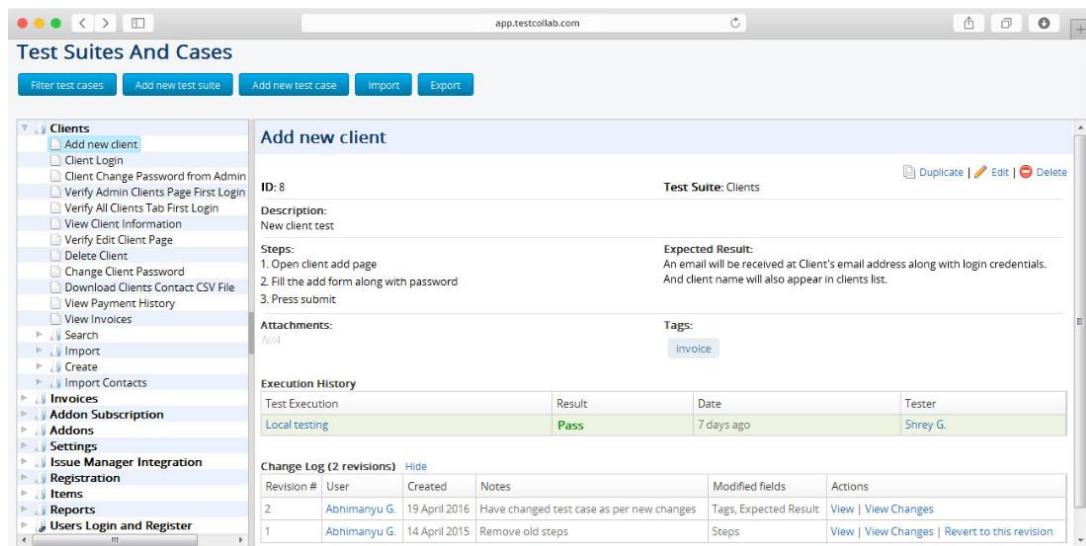 app.testcollab.com
Test Suites And Cases
Filter test cases
Add new test suite
Add new test case
Import
Export
Clients
Add new client
Client Login
Client Change Password from Admin
Verify Admin Clients Page First Login
Verify All Clients Tab First Login
View Client Information
Verify Edit Client Page
Delete Client
Change Client Password
Download Clients Contact CSV File
View Payment History
View Invoices
Search
Import
Create
Import Contacts
Invoices
Addon Subscription
Addons
Settings
Issue Manager Integration
Registration
Items
Reports
Users Login and Register
Add new client
Duplicate | Edit | Delete
ID: 8
Test Suite: Clients
Description:
New client test
Steps:
1. Open client add page
2. Fill the add form along with password
3. Press submit
Expected Result:
An email will be received at Client's email address along with login credentials.
And client name will also appear in clients list.
Attachments:
N/A
Tags:
invoice
Execution History
Test Execution Result Date Tester
Local testing Pass 7 days ago Shrey G.
Change Log (2 revisions) Hide
Revision # User Created Notes Modified fields Actions
2 Abhimanyu G. 19 April 2016 Have changed test case as per new changes Tags, Expected Result View | View Changes
1 Abhimanyu G. 14 April 2015 Remove old steps Steps View | View Changes | Revert to this revision